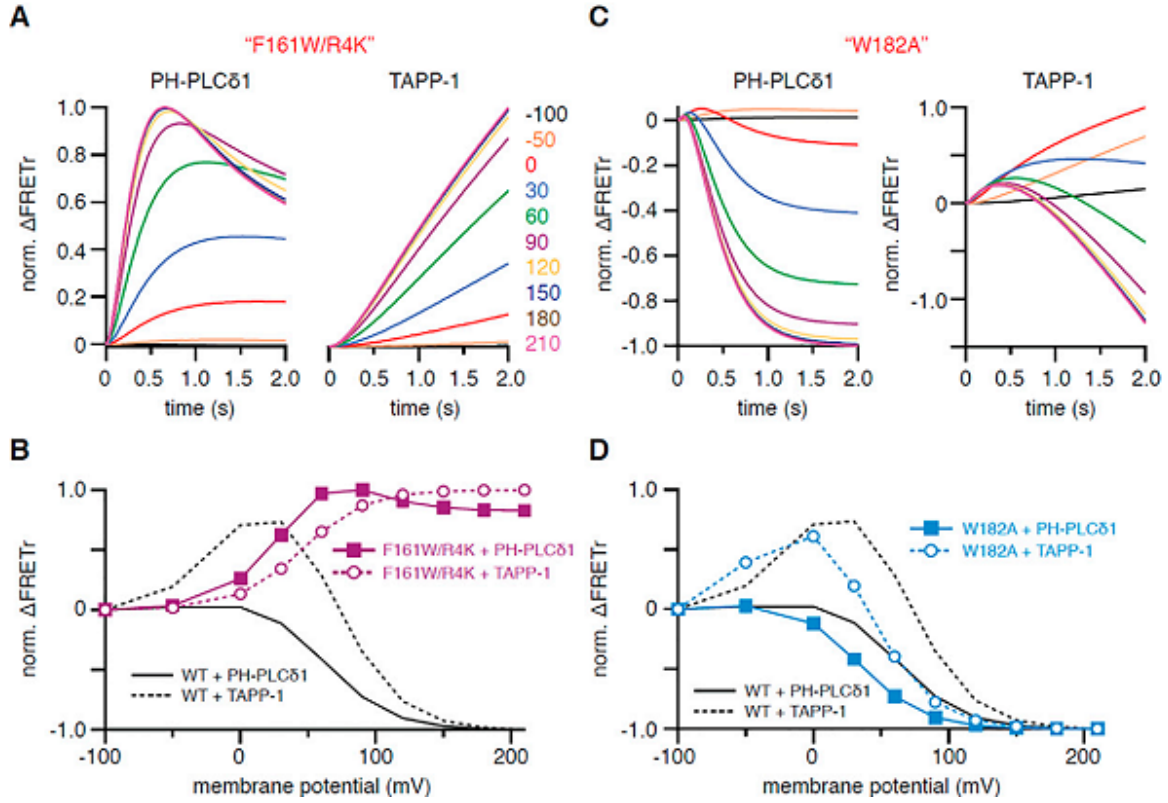 A
"F161W/R4K"
PH-PLCδ1
TAPP-1
norm. ΔFRETr
1.0
0.8
0.6
0.4
0.2
0
0 0.5 1.0 1.5 2.0
0 0.5 1.0 1.5 2.0
time (s)
time (s)
-100
-50
0
30
60
90
120
150
180
210
C
"W182A"
PH-PLCδ1
TAPP-1
norm. ΔFRETr
0
-0.2
-0.4
-0.6
-0.8
-1.0
0 0.5 1.0 1.5 2.0
time (s)
norm. ΔFRETr
1.0
0
-1.0
0 0.5 1.0 1.5 2.0
time (s)
B
norm. ΔFRETr
1.0
0
-1.0
F161W/R4K + PH-PLCδ1
F161W/R4K + TAPP-1
WT + PH-PLCδ1
WT + TAPP-1
-100 0 100 200
membrane potential (mV)
D
norm. ΔFRETr
1.0
0
-1.0
W182A + PH-PLCδ1
W182A + TAPP-1
WT + PH-PLCδ1
WT + TAPP-1
-100 0 100 200
membrane potential (mV)